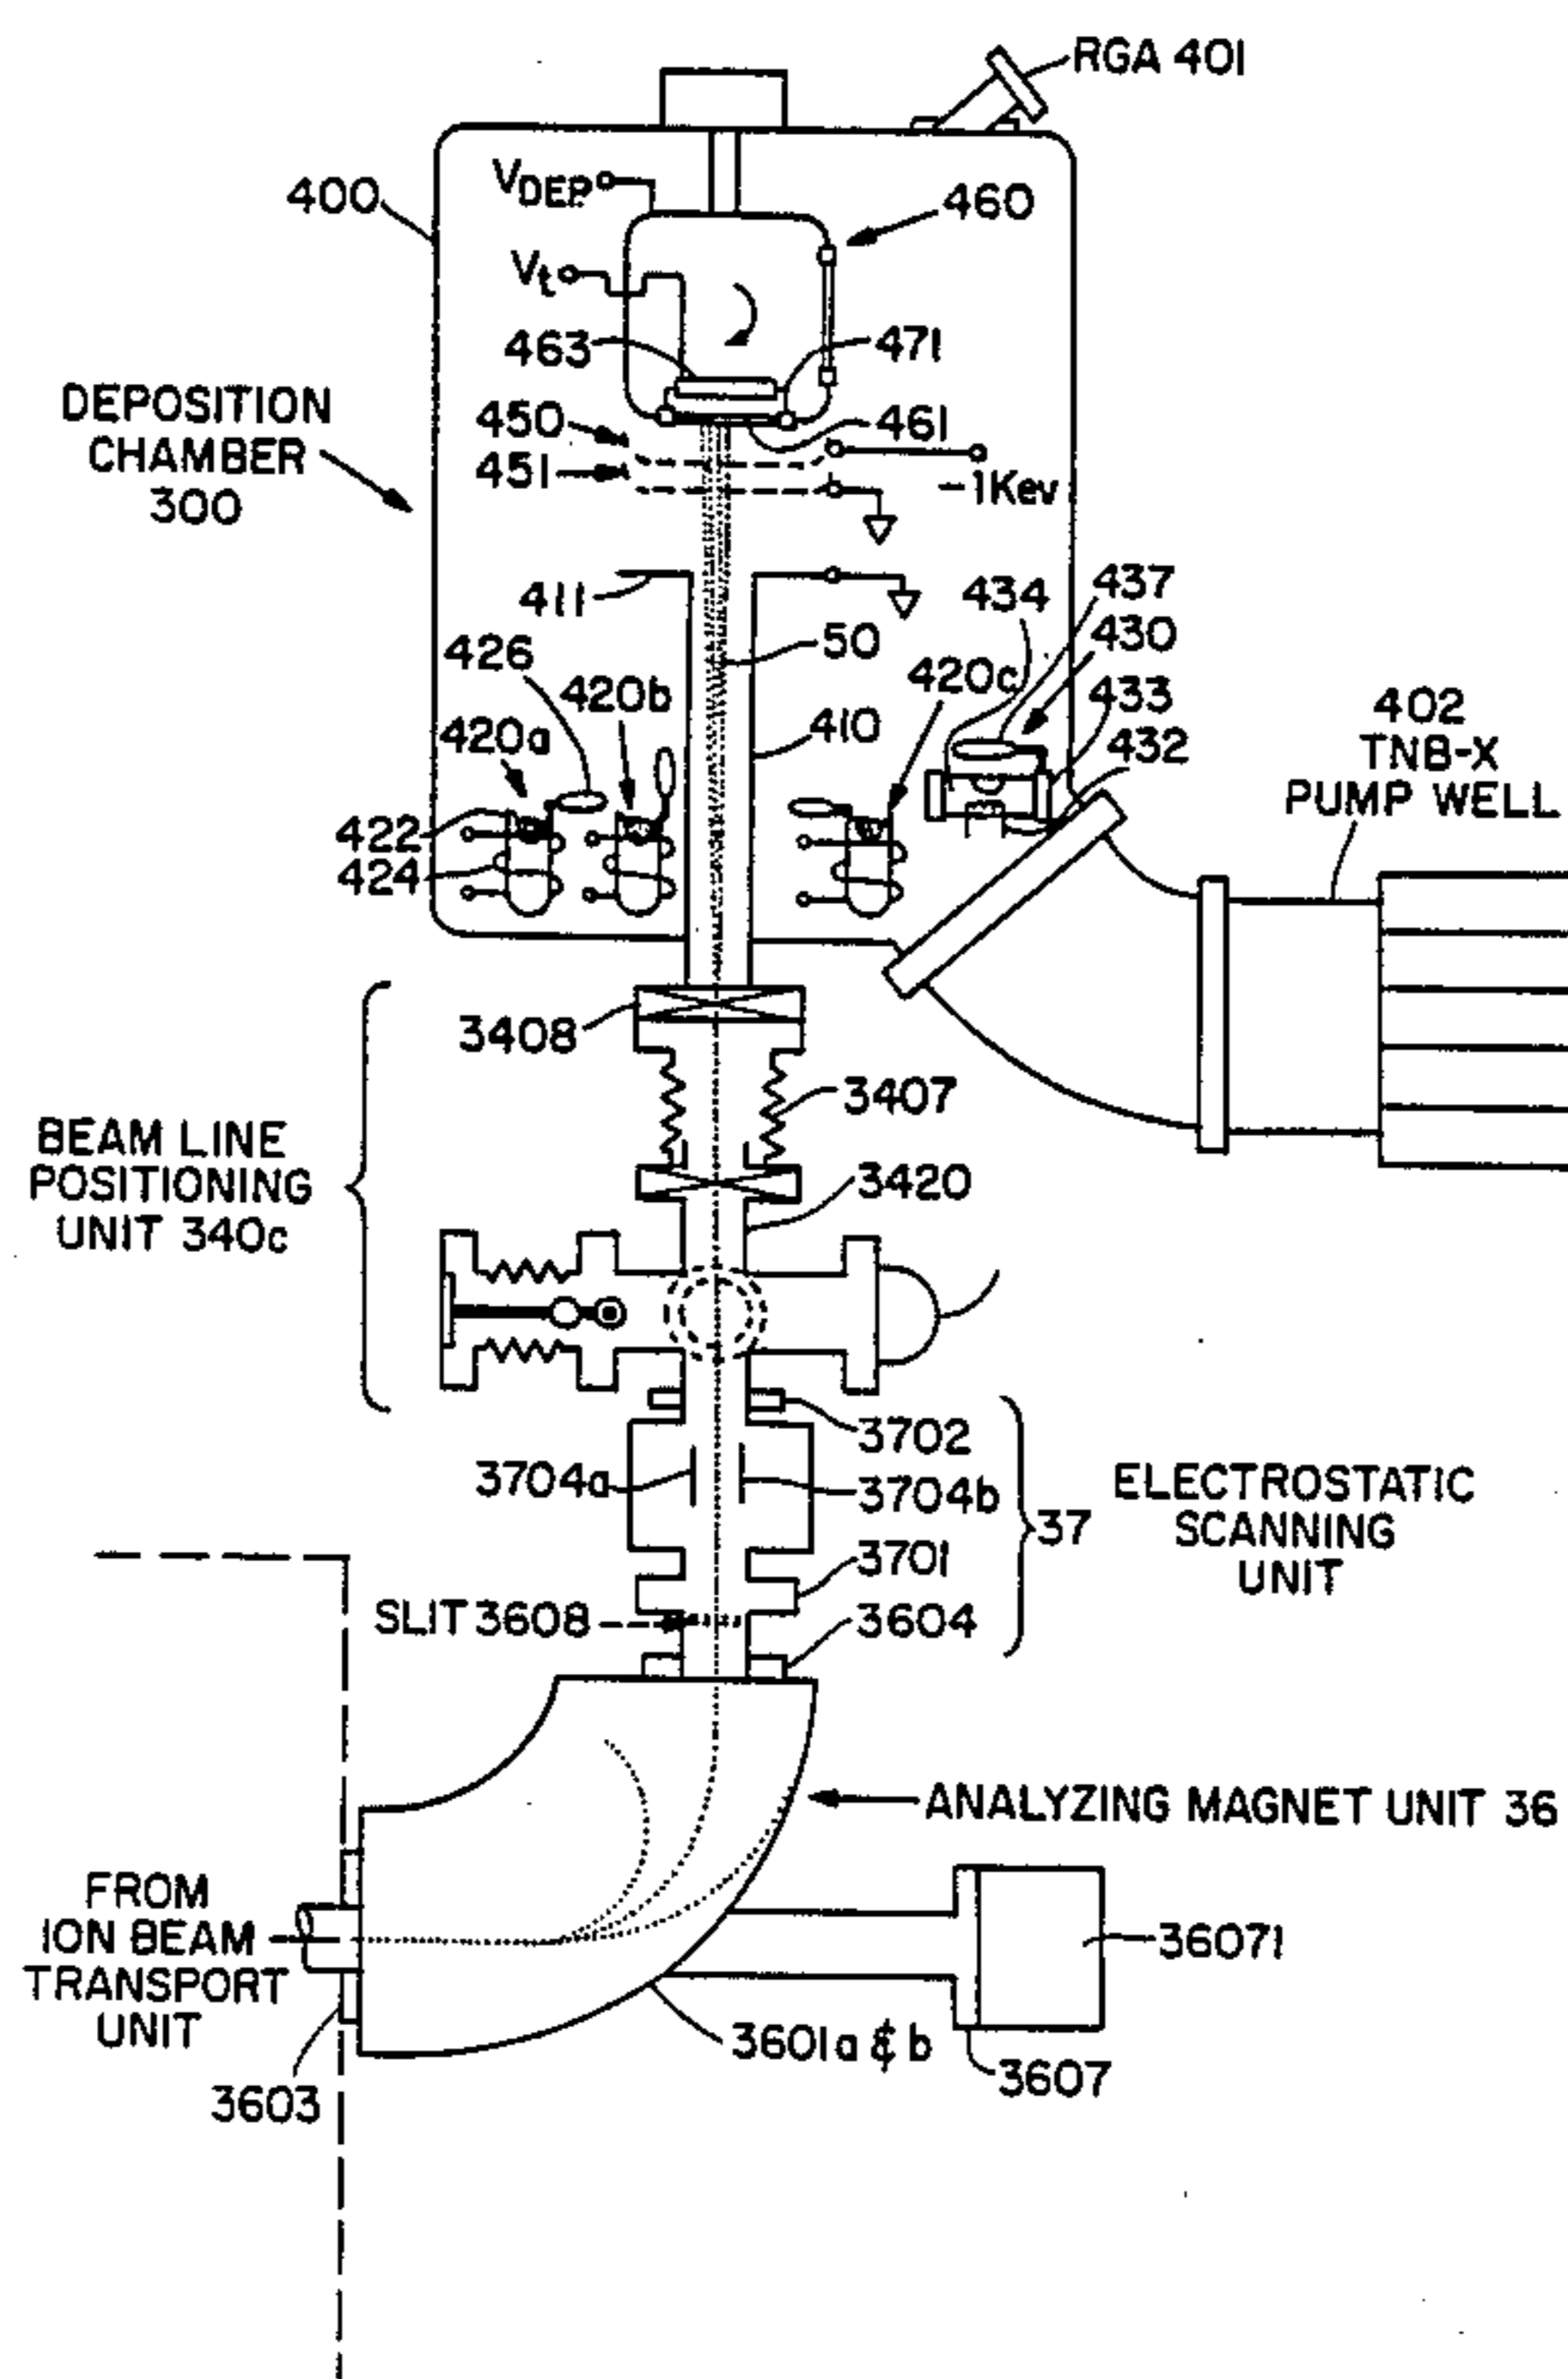 RGA 401
400
VDEP
460
Vt
463
471
DEPOSITION
CHAMBER
300
450
461
451
-1Kev
411
434
437
426
50
430
420b
420c
433
420a
410
432
402
TNB-X
PUMP WELL
422
424
3408
3407
BEAM LINE
POSITIONING
UNIT 340c
3420
3702
3704a
3704b
37
ELECTROSTATIC
SCANNING
UNIT
3701
SLIT 3608
3604
ANALYZING MAGNET UNIT 36
FROM
ION BEAM
TRANSPORT
UNIT
36071
3601a & b
3607
3603